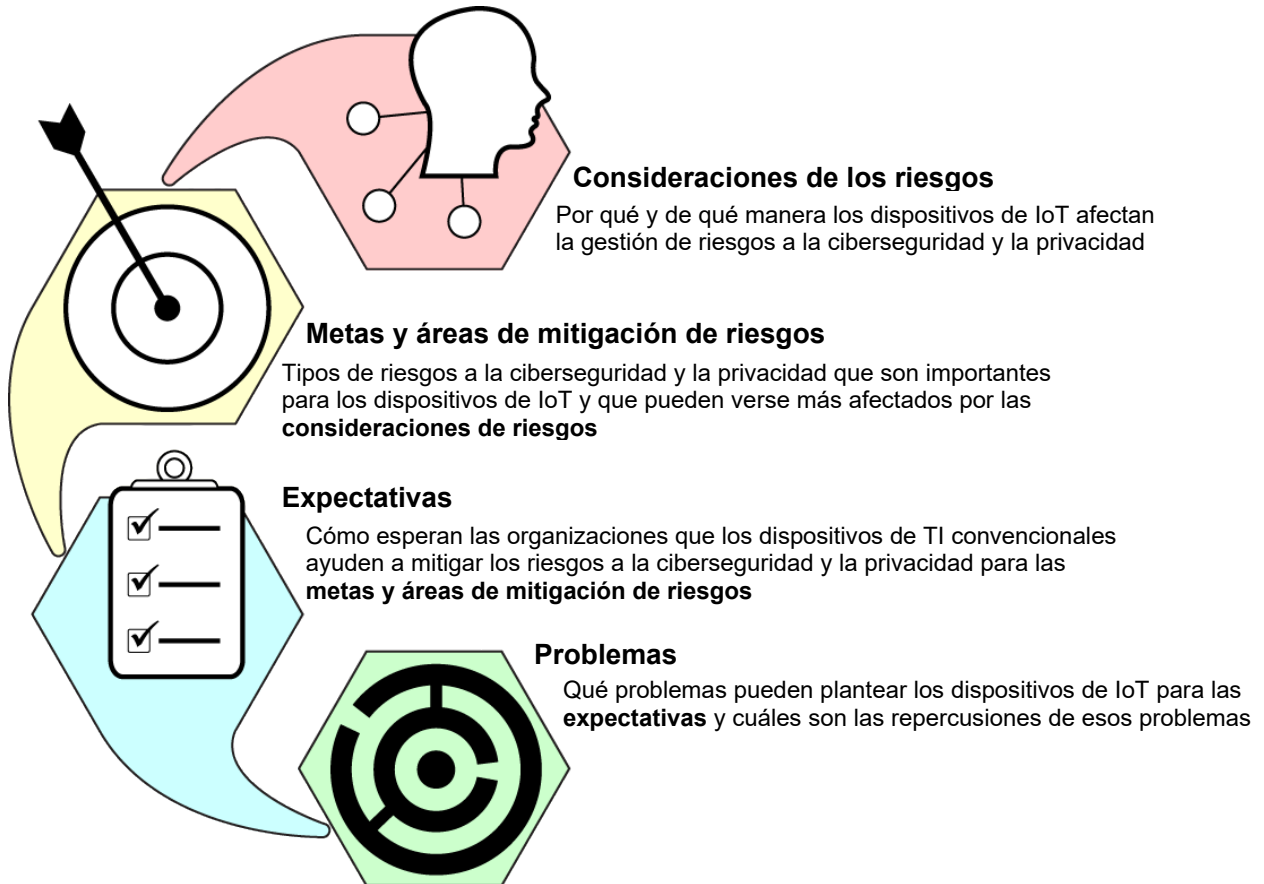 Consideraciones de los riesgos
Por qué y de qué manera los dispositivos de IoT afectan
la gestión de riesgos a la ciberseguridad y la privacidad
Metas y áreas de mitigación de riesgos
Tipos de riesgos a la ciberseguridad y la privacidad que son importantes
para los dispositivos de IoT y que pueden verse más afectados por las
consideraciones de riesgos
Expectativas
Cómo esperan las organizaciones que los dispositivos de TI convencionales
ayuden a mitigar los riesgos a la ciberseguridad y la privacidad para las
metas y áreas de mitigación de riesgos
Problemas
Qué problemas pueden plantear los dispositivos de IoT para las
expectativas y cuáles son las repercusiones de esos problemas